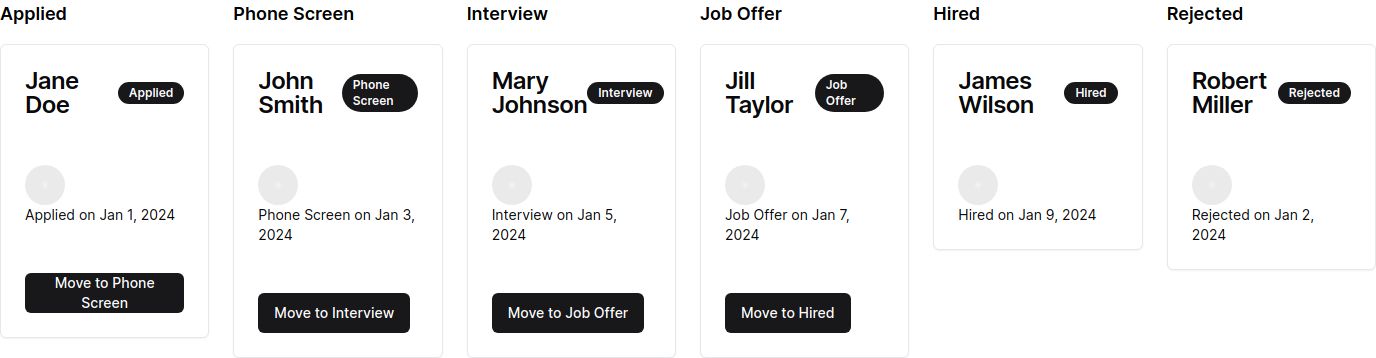 Applied
Jane
Doe
Applied
Applied on Jan 1, 2024
Move to Phone
Screen
Phone Screen
John
Smith
Phone
Screen
Phone Screen on Jan 3,
2024
Move to Interview
Interview
Mary
Johnson
Interview
Interview on Jan 5,
2024
Move to Job Offer
Job Offer
Jill
Taylor
Job
Offer
Job Offer on Jan 7,
2024
Move to Hired
Hired
James
Wilson
Hired
Hired on Jan 9, 2024
Rejected
Robert
Miller
Rejected
Rejected on Jan 2,
2024